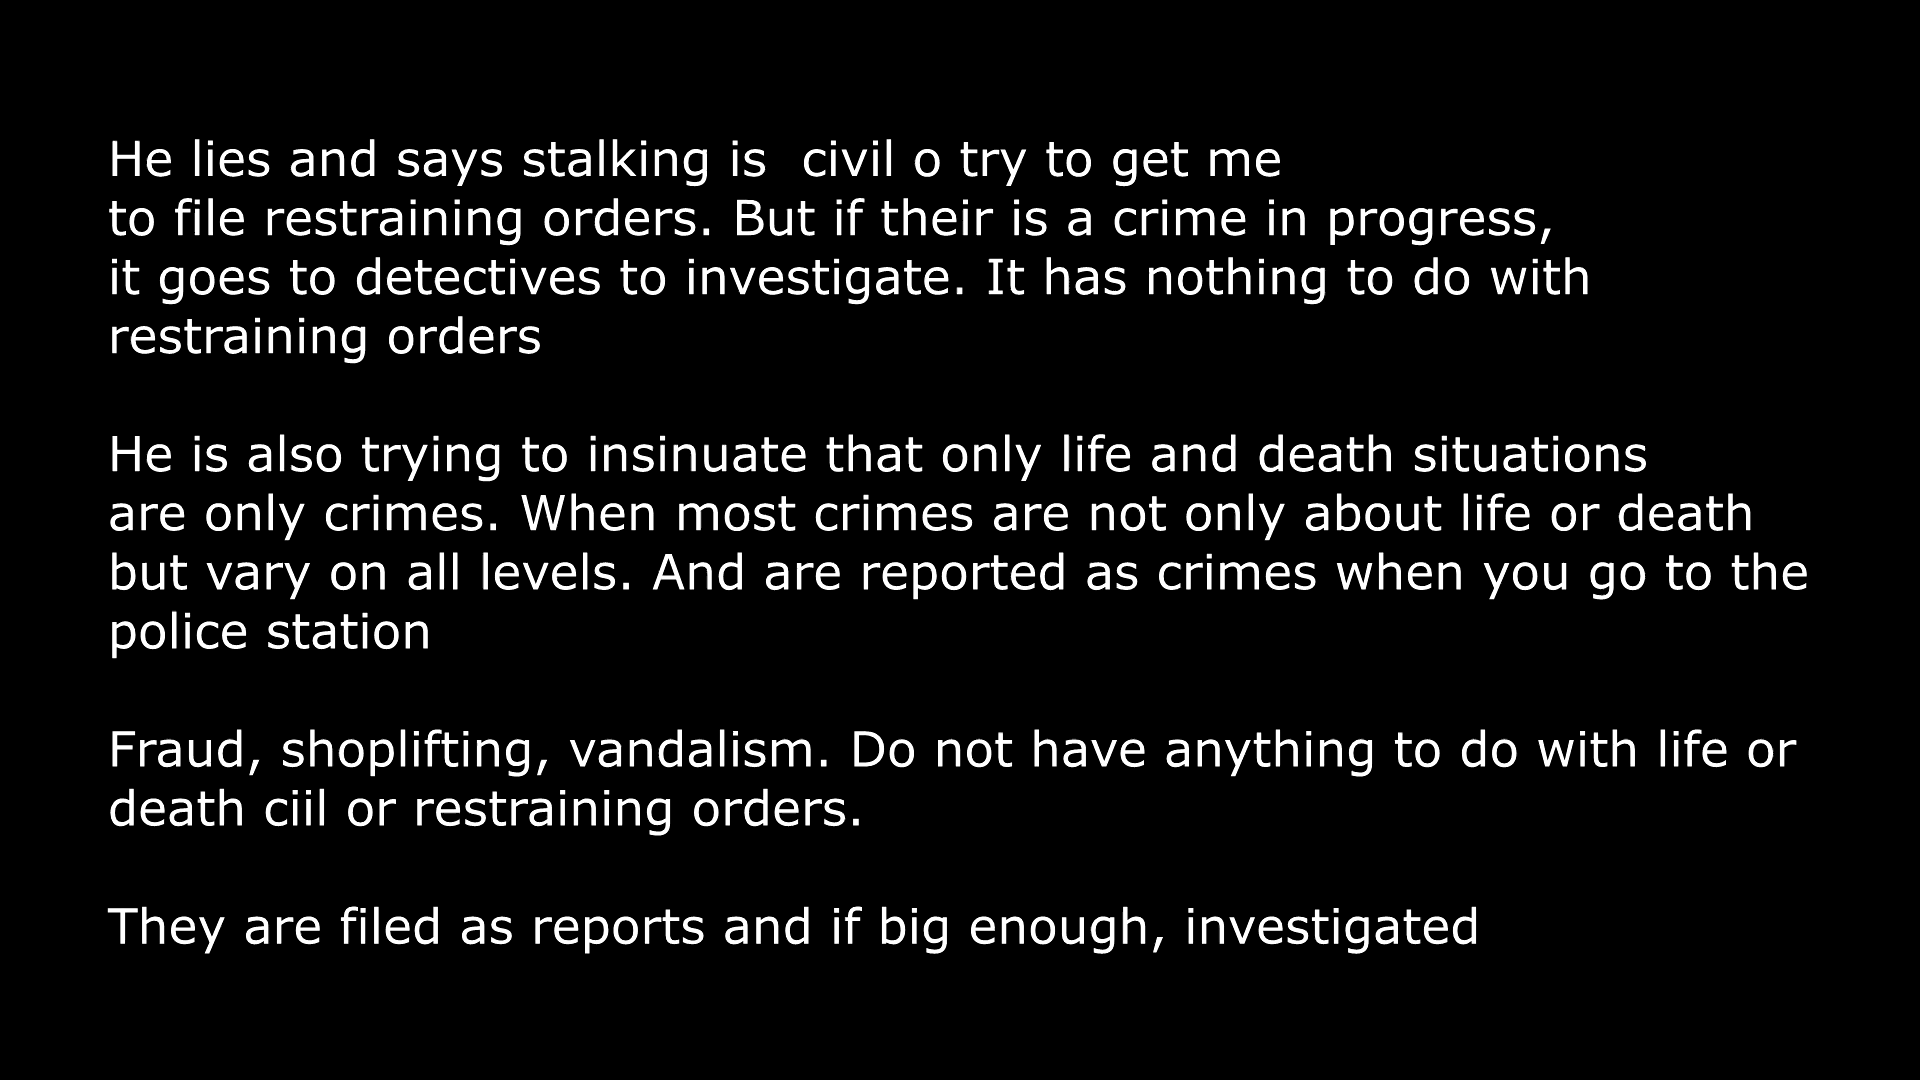 He lies and says stalking is  civil o try to get me
to file restraining orders. But if their is a crime in progress,
it goes to detectives to investigate. It has nothing to do with
restraining orders
He is also trying to insinuate that only life and death situations
are only crimes. When most crimes are not only about life or death
but vary on all levels. And are reported as crimes when you go to the
police station
Fraud, shoplifting, vandalism. Do not have anything to do with life or
death ciil or restraining orders.
They are filed as reports and if big enough, investigated